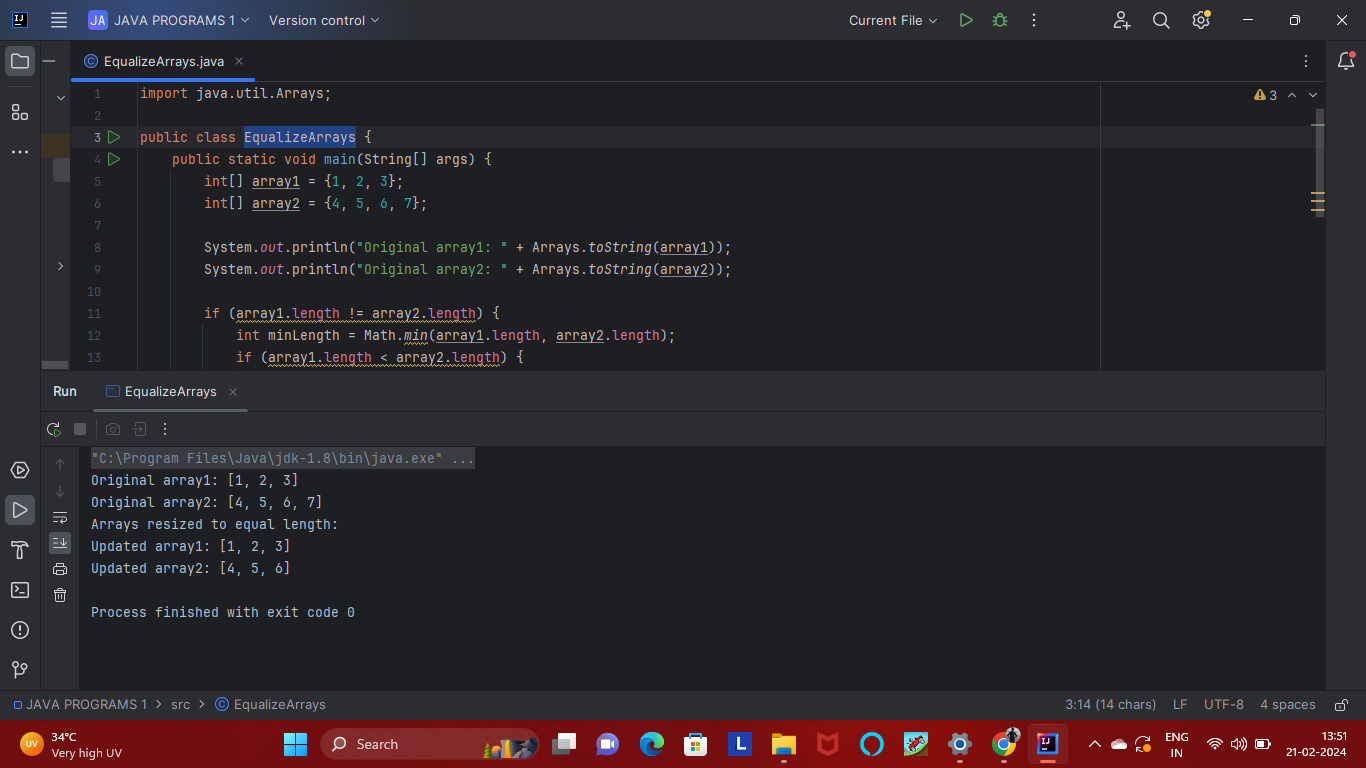 JA JAVA PROGRAMS 1 Version control Current File
EqualizeArrays.java
1 import java.util.Arrays; 3
2
3 public class EqualizeArrays {
4 public static void main(String[] args) {
5 int[] array1 = {1, 2, 3};
6 int[] array2 = {4, 5, 6, 7};
7
8 System.out.println("Original array1: " + Arrays.toString(array1));
9 System.out.println("Original array2: " + Arrays.toString(array2));
10
11 if (array1.length != array2.length) {
12 int minLength = Math.min(array1.length, array2.length);
13 if (array1.length < array2.length) {
Run EqualizeArrays
"C:\Program Files\Java\jdk-1.8\bin\java.exe" ...
Original array1: [1, 2, 3]
Original array2: [4, 5, 6, 7]
Arrays resized to equal length:
Updated array1: [1, 2, 3]
Updated array2: [4, 5, 6]
Process finished with exit code 0
JAVA PROGRAMS 1 > src > EqualizeArrays 3:14 (14 chars) LF UTF-8 4 spaces
UV 34°C
Very high UV
Search
L
IJ
ENG
IN
13:51
21-02-2024